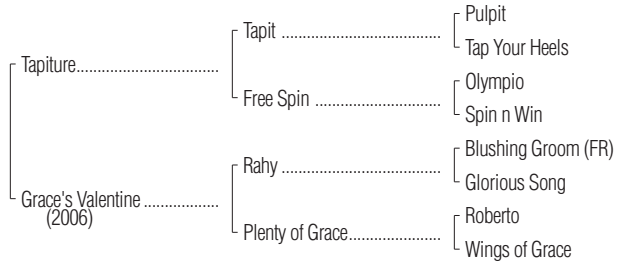 Pulpit
Tapit ................................
Tap Your Heels
Tapiture.............................
Olympio
Free Spin .........................
Spin n Win
Blushing Groom (FR)
Rahy ................................
Glorious Song
Grace's Valentine ...............
(2006)
Roberto
Plenty of Grace...................
Wings of Grace